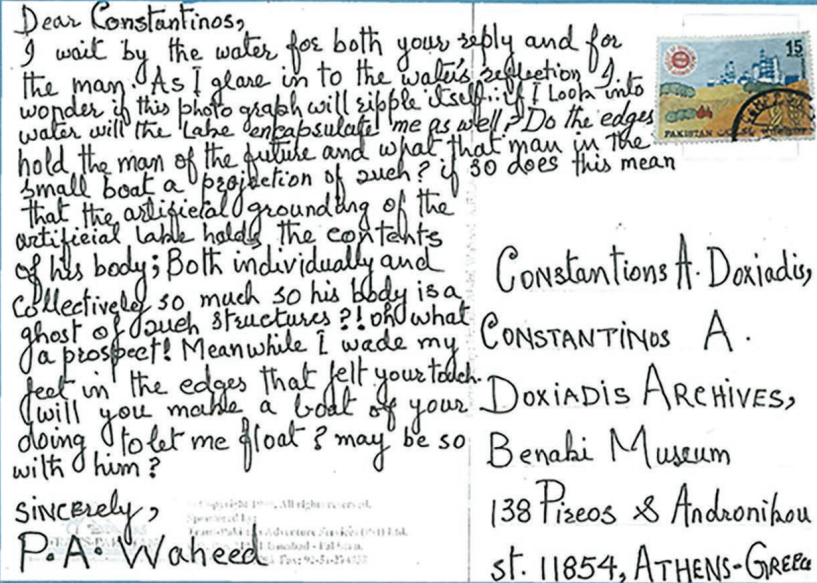 Dear Constantinos,
I wait by the water for both your reply and for
the man. As I glare in to the water's reflection I
wonder if this photo graph will ripple itself... if I Look into
water will the Lake encapsulate me as well? Do the edges
hold the man of the future and what that man in the
small boat a projection of such? if so does this mean
that the artificial grounding of the
artificial lake holds the contents
of his body; Both individually and
collectively so much so his body is a
ghost of such structures?! oh what
a prospect! Meanwhile I wade my
feet in the edges that felt your touch.
will you make a boat of your
doing to let me float? may be so
with him?
sincerely,
P.A. Waheed
15
PAKISTAN
Constantions A. Doxiadis,
CONSTANTINOS A.
DOXIADIS ARCHIVES,
Benaki Museum
138 Pireos & Andronikou
st. 11854, ATHENS-GREECE
Copyright All rights reserved.